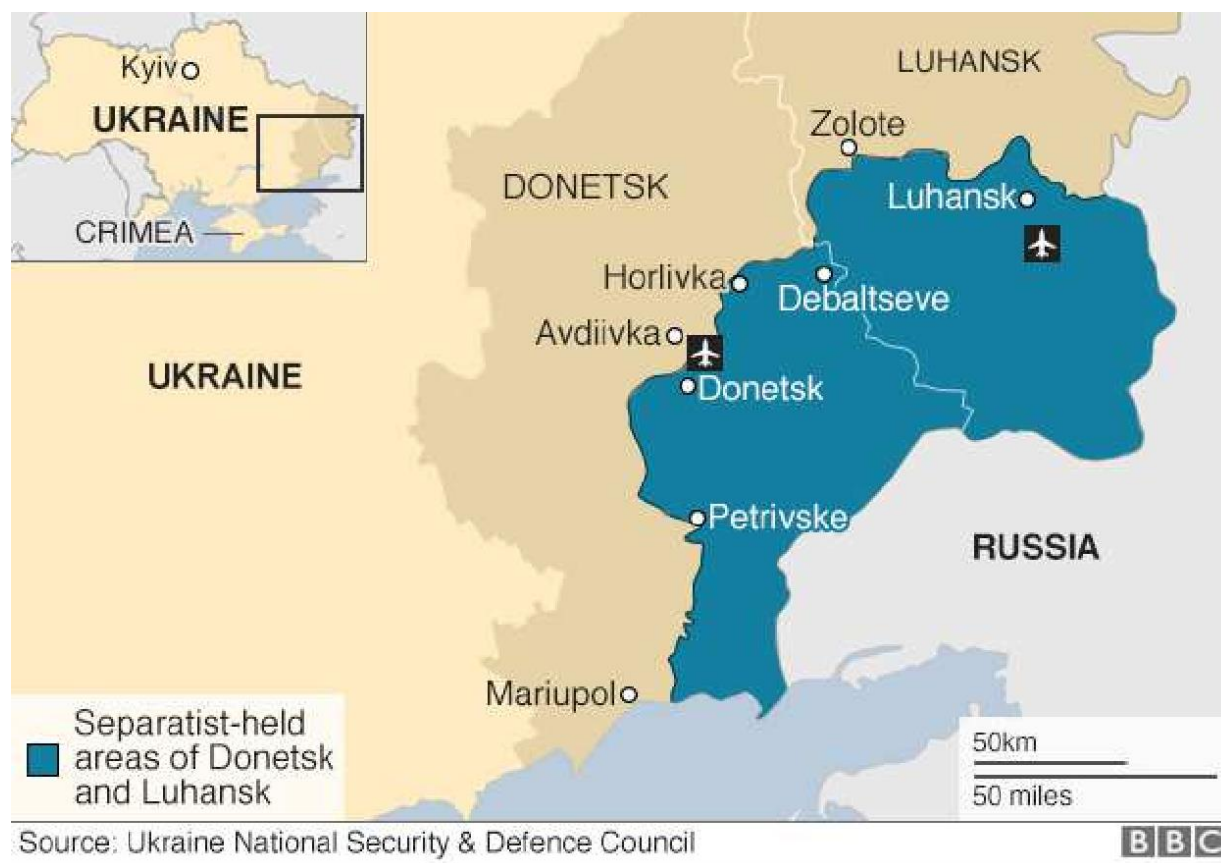 Kyiv
UKRAINE
CRIMEA
LUHANSK
Zolote
DONETSK
Luhansk
Horlivka
Debaltseve
Avdiivka
UKRAINE
Donetsk
Petrivske
RUSSIA
Mariupol
Separatist-held
areas of Donetsk
and Luhansk
50km
50 miles
Source: Ukraine National Security & Defence Council
BBC